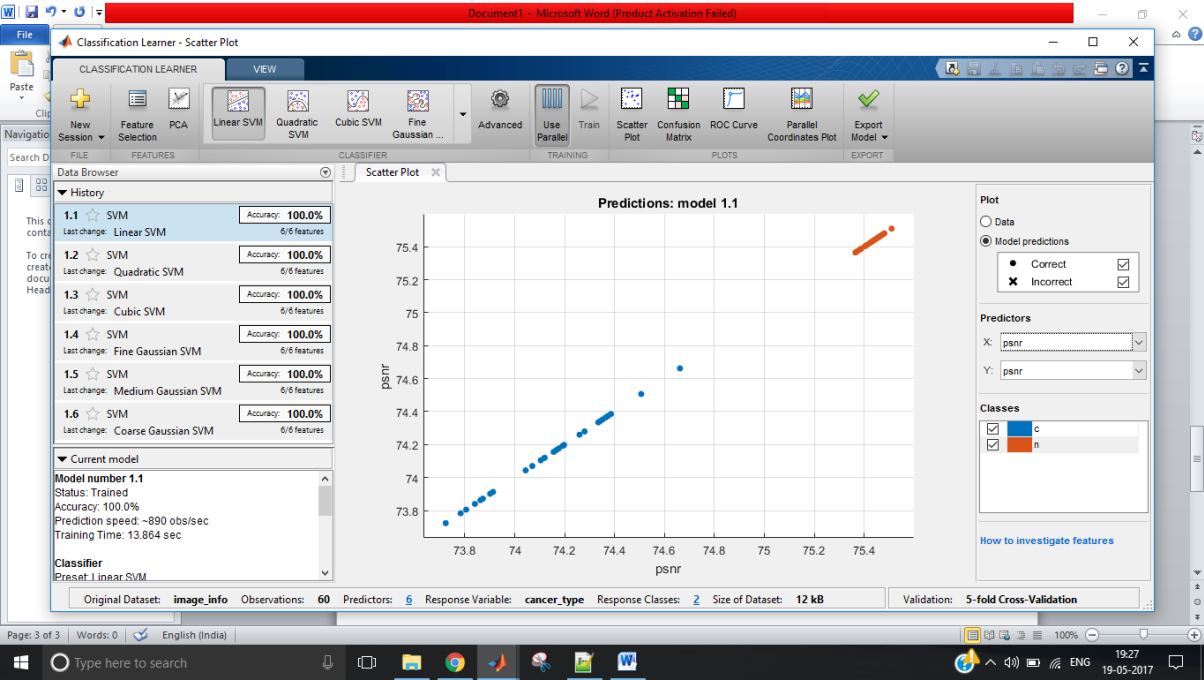 Document1 - Microsoft Word (Product Activation Failed)
File
Paste
Clip
Navigatio
Search D
This c
conta
To cre
creat
docu
Head
Classification Learner - Scatter Plot
CLASSIFICATION LEARNER
VIEW
New Session
Feature Selection
PCA
Linear SVM
Quadratic SVM
Cubic SVM
Fine Gaussian ...
Advanced
Use Parallel
Train
Scatter Plot
Confusion Matrix
ROC Curve
Parallel Coordinates Plot
Export Model
FILE
FEATURES
CLASSIFIER
TRAINING
PLOTS
EXPORT
Data Browser
History
1.1 SVM Accuracy: 100.0%
Last change: Linear SVM 6/6 features
1.2 SVM Accuracy: 100.0%
Last change: Quadratic SVM 6/6 features
1.3 SVM Accuracy: 100.0%
Last change: Cubic SVM 6/6 features
1.4 SVM Accuracy: 100.0%
Last change: Fine Gaussian SVM 6/6 features
1.5 SVM Accuracy: 100.0%
Last change: Medium Gaussian SVM 6/6 features
1.6 SVM Accuracy: 100.0%
Last change: Coarse Gaussian SVM 6/6 features
Current model
Model number 1.1
Status: Trained
Accuracy: 100.0%
Prediction speed: ~890 obs/sec
Training Time: 13.864 sec
Classifier
Preset: Linear SVM
Scatter Plot
Predictions: model 1.1
75.4
75.2
75
74.8
74.6
74.4
74.2
74
73.8
psnr
73.8 74 74.2 74.4 74.6 74.8 75 75.2 75.4
psnr
Plot
Data
Model predictions
Correct
Incorrect
Predictors
X: psnr
Y: psnr
Classes
c
n
How to investigate features
Original Dataset: image_info Observations: 60 Predictors: 6 Response Variable: cancer_type Response Classes: 2 Size of Dataset: 12 kB Validation: 5-fold Cross-Validation
Page: 3 of 3 Words: 0 English (India) 100%
Type here to search
ENG
19:27
19-05-2017